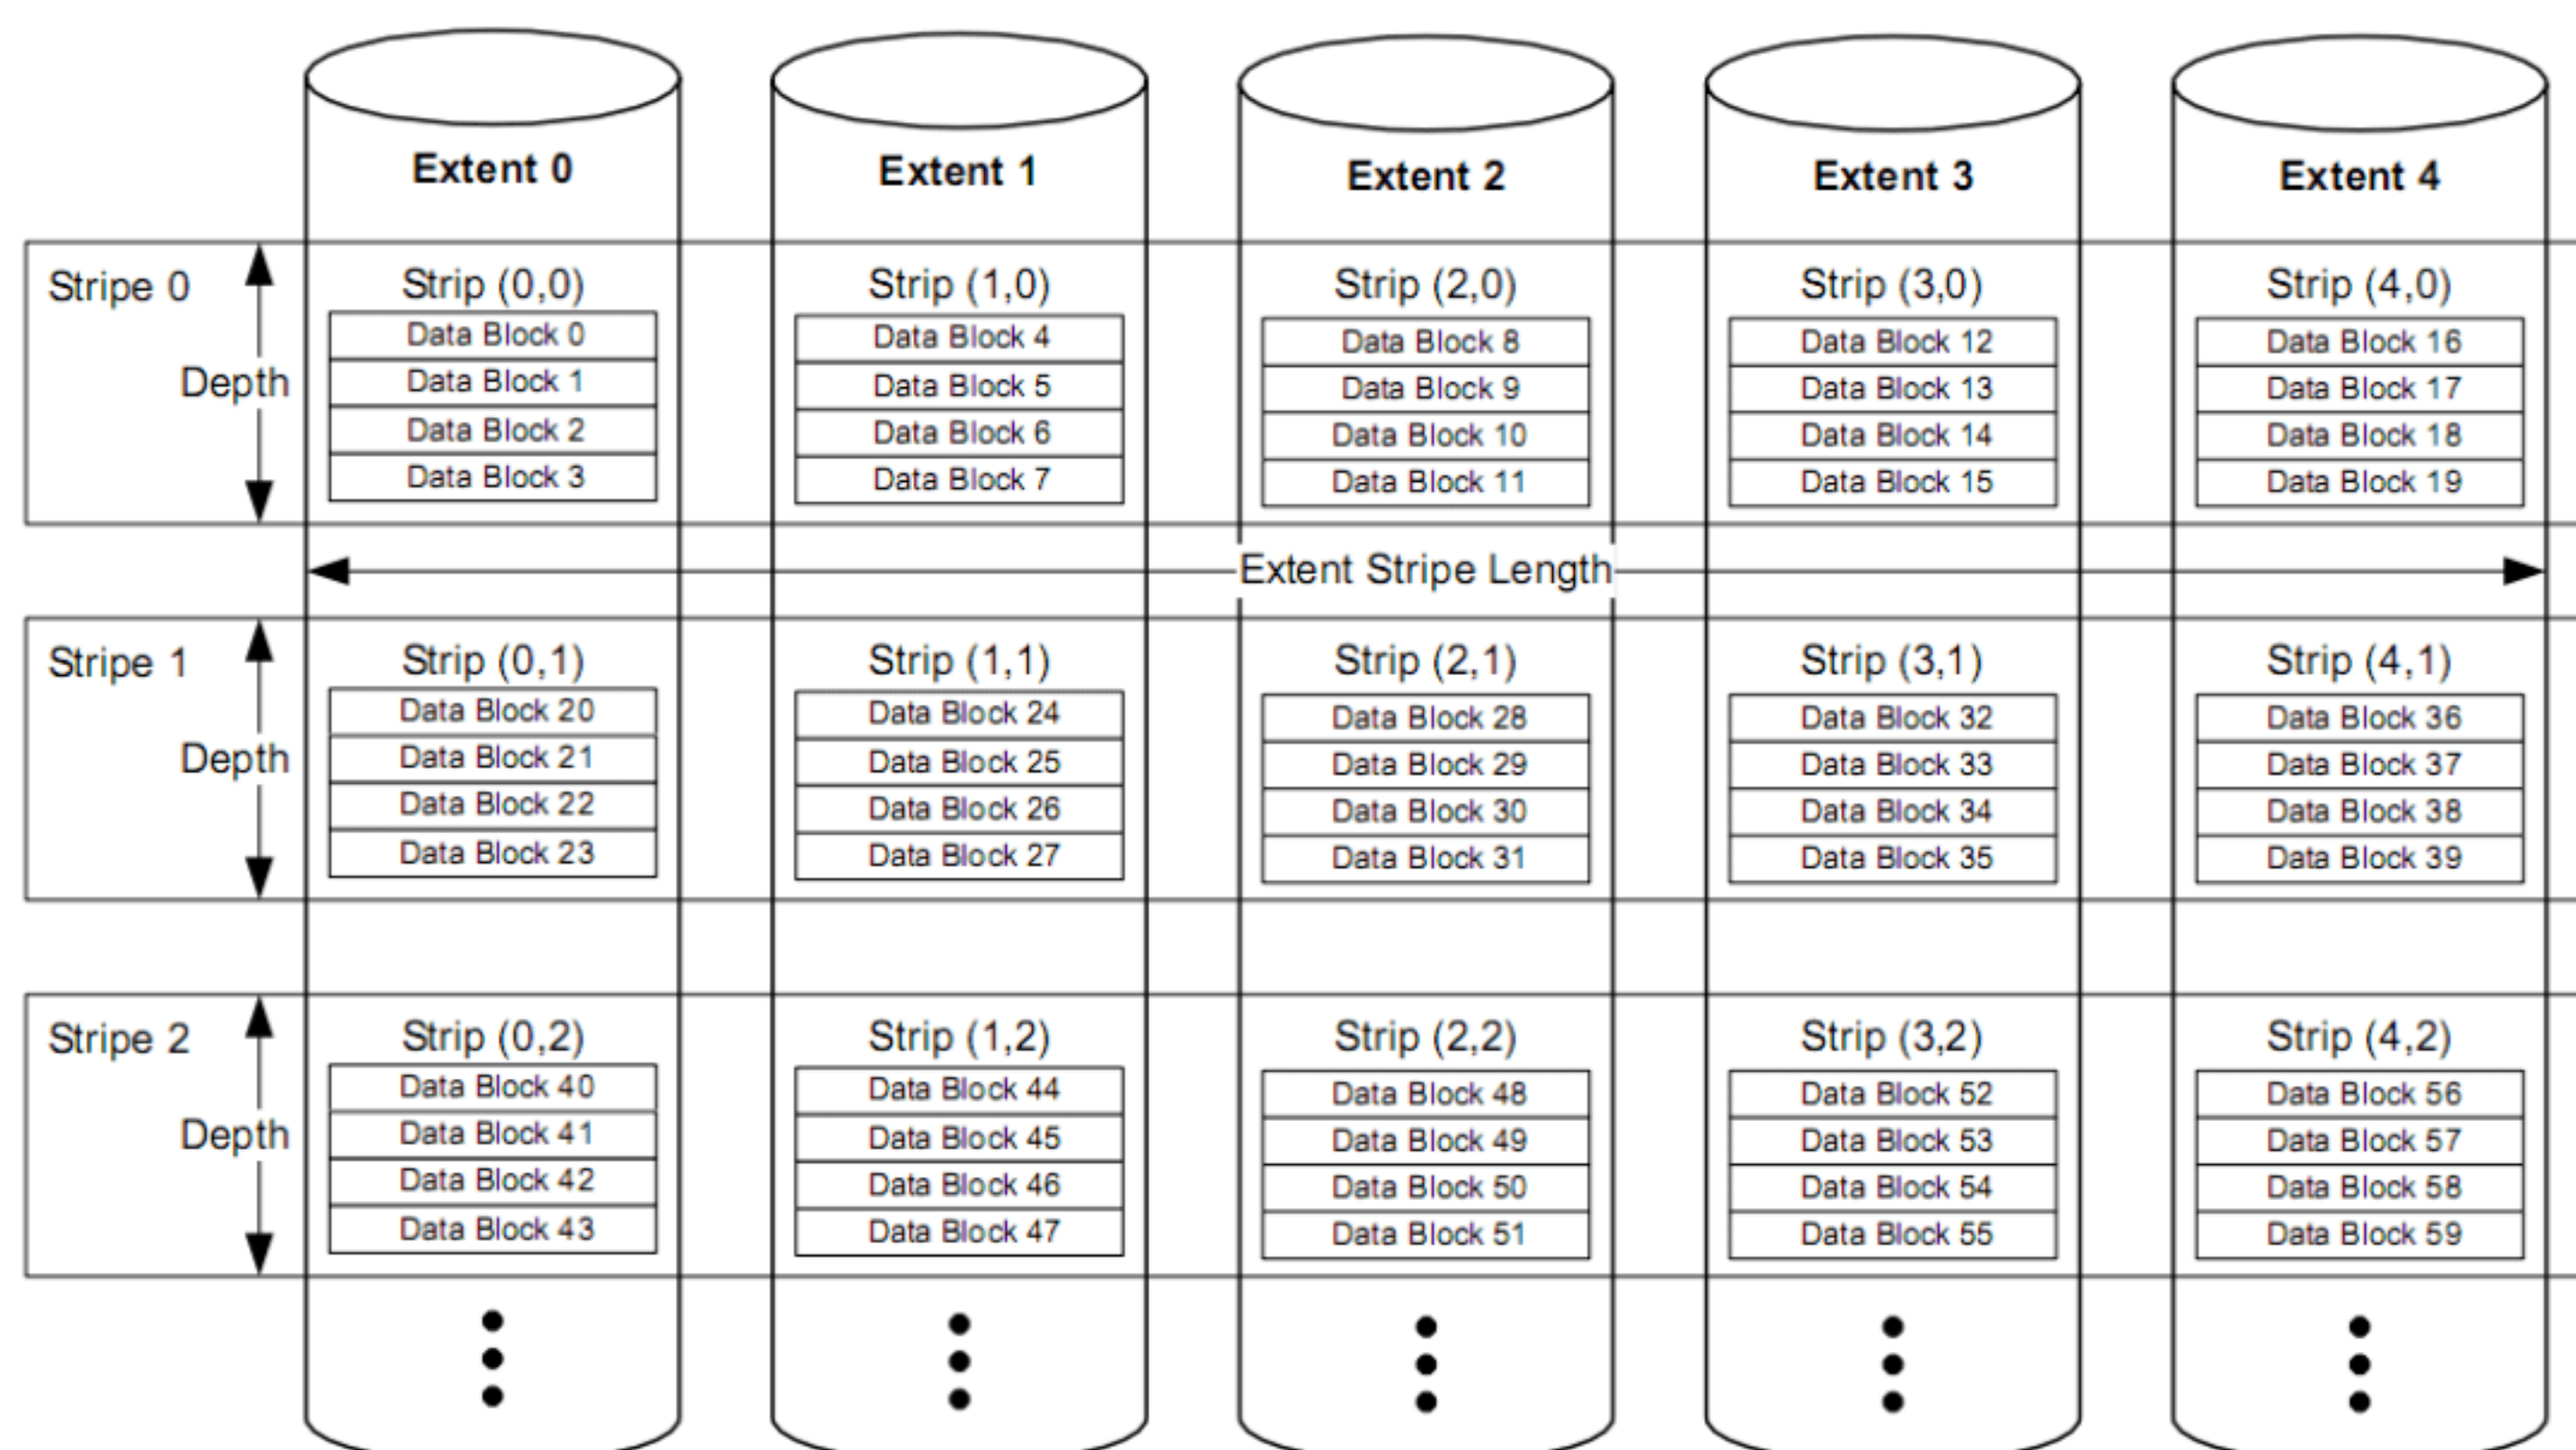 Extent 0 Extent 1 Extent 2 Extent 3 Extent 4
Stripe 0 Strip (0,0) Strip (1,0) Strip (2,0) Strip (3,0) Strip (4,0)
Data Block 0 Data Block 4 Data Block 8 Data Block 12 Data Block 16
Depth Data Block 1 Data Block 5 Data Block 9 Data Block 13 Data Block 17
Data Block 2 Data Block 6 Data Block 10 Data Block 14 Data Block 18
Data Block 3 Data Block 7 Data Block 11 Data Block 15 Data Block 19
Extent Stripe Length
Stripe 1 Strip (0,1) Strip (1,1) Strip (2,1) Strip (3,1) Strip (4,1)
Data Block 20 Data Block 24 Data Block 28 Data Block 32 Data Block 36
Depth Data Block 21 Data Block 25 Data Block 29 Data Block 33 Data Block 37
Data Block 22 Data Block 26 Data Block 30 Data Block 34 Data Block 38
Data Block 23 Data Block 27 Data Block 31 Data Block 35 Data Block 39
Stripe 2 Strip (0,2) Strip (1,2) Strip (2,2) Strip (3,2) Strip (4,2)
Data Block 40 Data Block 44 Data Block 48 Data Block 52 Data Block 56
Depth Data Block 41 Data Block 45 Data Block 49 Data Block 53 Data Block 57
Data Block 42 Data Block 46 Data Block 50 Data Block 54 Data Block 58
Data Block 43 Data Block 47 Data Block 51 Data Block 55 Data Block 59